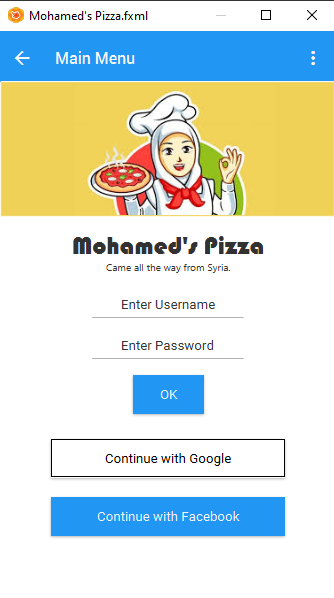 Mohamed's Pizza.fxml
Main Menu
Mohamed's Pizza
Came all the way from Syria.
Enter Username
Enter Password
OK
Continue with Google
Continue with Facebook